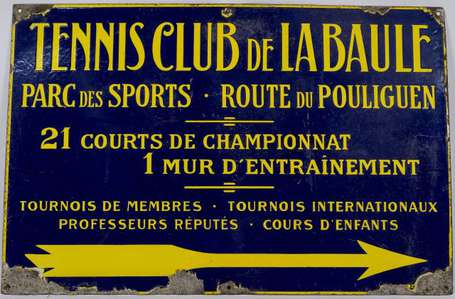 TENNIS CLUB DE LA BAULE
PARC DES SPORTS · ROUTE DU POULIGUEN
21 COURTS DE CHAMPIONNAT
1 MUR D'ENTRAÎNEMENT
TOURNOIS DE MEMBRES · TOURNOIS INTERNATIONAUX
PROFESSEURS RÉPUTÉS · COURS D'ENFANTS